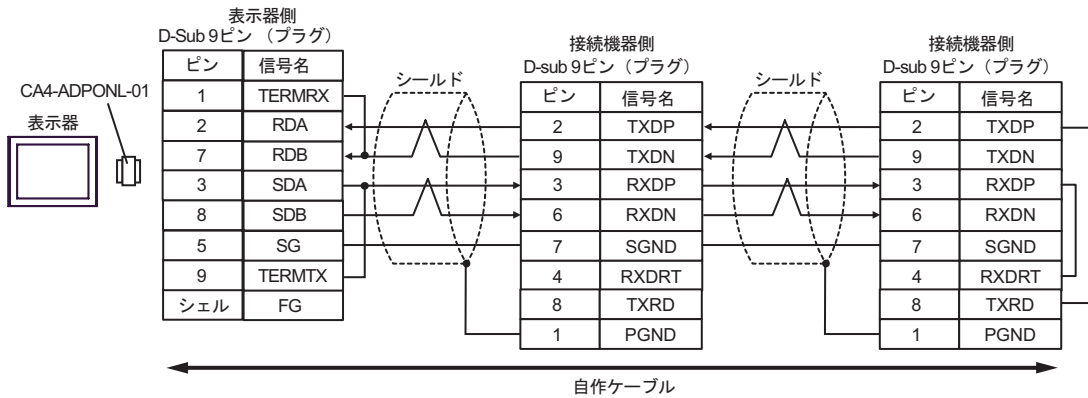 表示器側
D-Sub 9ピン（プラグ）
ピン 信号名
1 TERMRX
2 RDA
7 RDB
3 SDA
8 SDB
5 SG
9 TERMTX
シェル FG
CA4-ADPONL-01
表示器
シールド
接続機器側
D-sub 9ピン（プラグ）
ピン 信号名
2 TXDP
9 TXDN
3 RXDP
6 RXDN
7 SGND
4 RXDRT
8 TXRD
1 PGND
シールド
接続機器側
D-sub 9ピン（プラグ）
ピン 信号名
2 TXDP
9 TXDN
3 RXDP
6 RXDN
7 SGND
4 RXDRT
8 TXRD
1 PGND
自作ケーブル